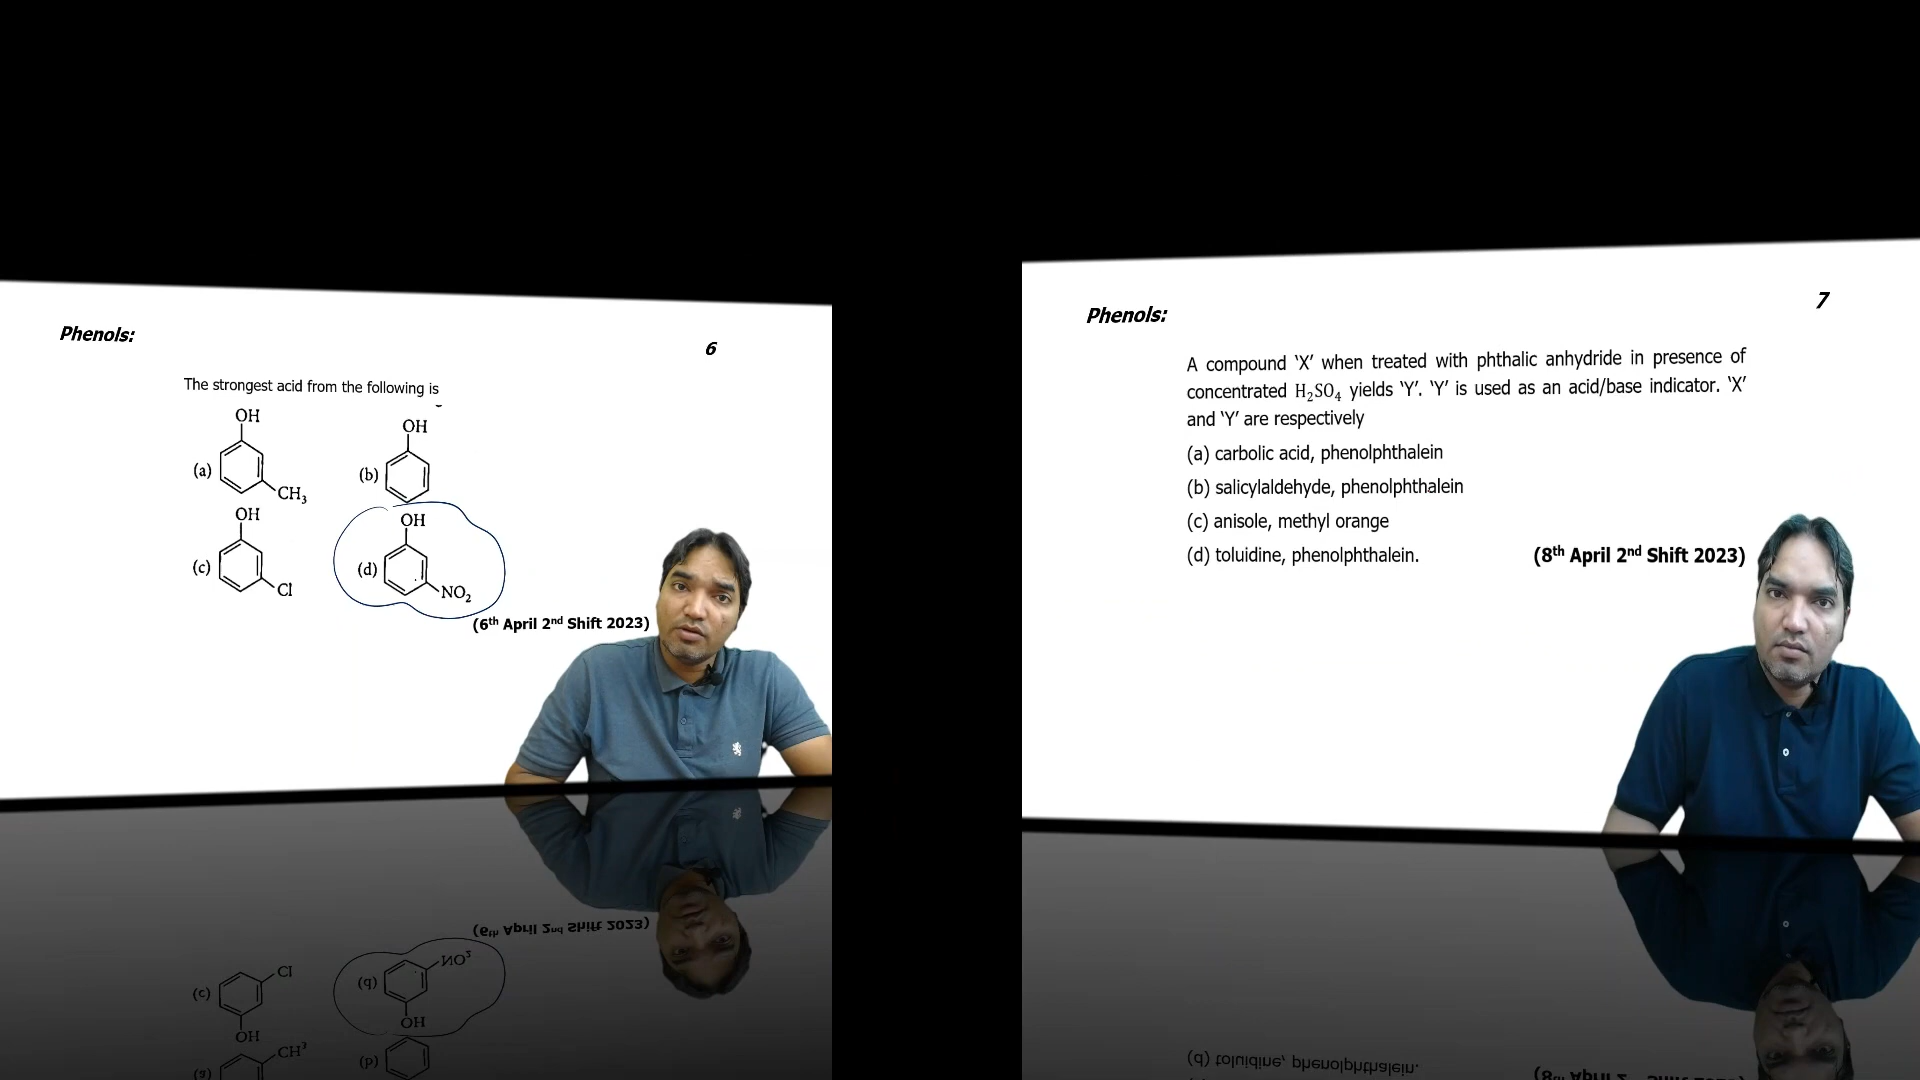 Phenols:
6
The strongest acid from the following is
OH
(a)
CH3
OH
(b)
OH
(c)
Cl
OH
(d)
NO2
(6th April 2nd Shift 2023)
Phenols:
7
A compound ‘X’ when treated with phthalic anhydride in presence of
concentrated H2SO4 yields ‘Y’. ‘Y’ is used as an acid/base indicator. ‘X’
and ‘Y’ are respectively
(a) carbolic acid, phenolphthalein
(b) salicylaldehyde, phenolphthalein
(c) anisole, methyl orange
(d) toluidine, phenolphthalein.
(8th April 2nd Shift 2023)